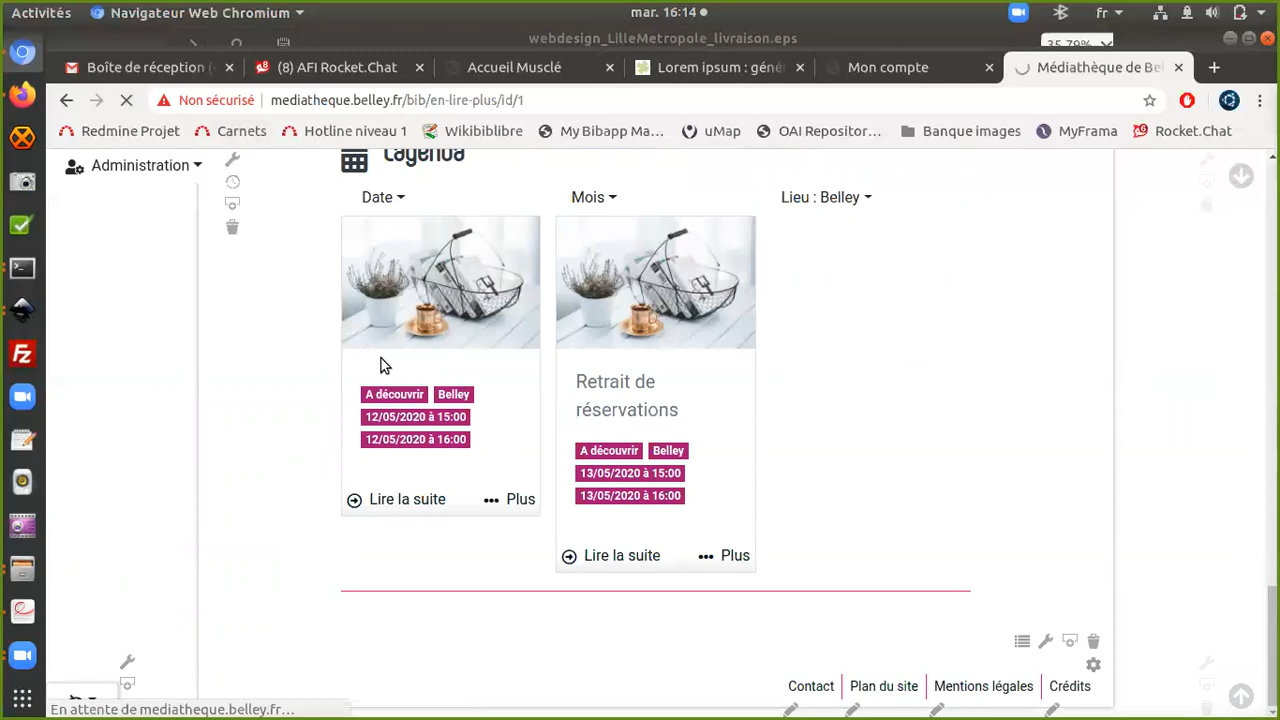 Activités Navigateur Web Chromium mar. 16:14 fr
webdesign_LilleMetropole_livraison.eps
35,79%
Boîte de réception ( (8) AFI Rocket.Chat Accueil Musclé Lorem ipsum : géné Mon compte Médiathèque de Bel
Non sécurisé mediatheque.belley.fr/bib/en-lire-plus/id/1
Redmine Projet Carnets Hotline niveau 1 Wikibiblibre My Bibapp Ma... uMap OAI Repositor... Banque images MyFrama Rocket.Chat
Administration
L'agenda
Date Mois Lieu : Belley
Retrait de
réservations
A découvrir Belley
12/05/2020 à 15:00
12/05/2020 à 16:00
A découvrir Belley
13/05/2020 à 15:00
13/05/2020 à 16:00
Lire la suite Plus
Lire la suite Plus
Contact Plan du site Mentions légales Crédits
En attente de mediatheque.belley.fr...